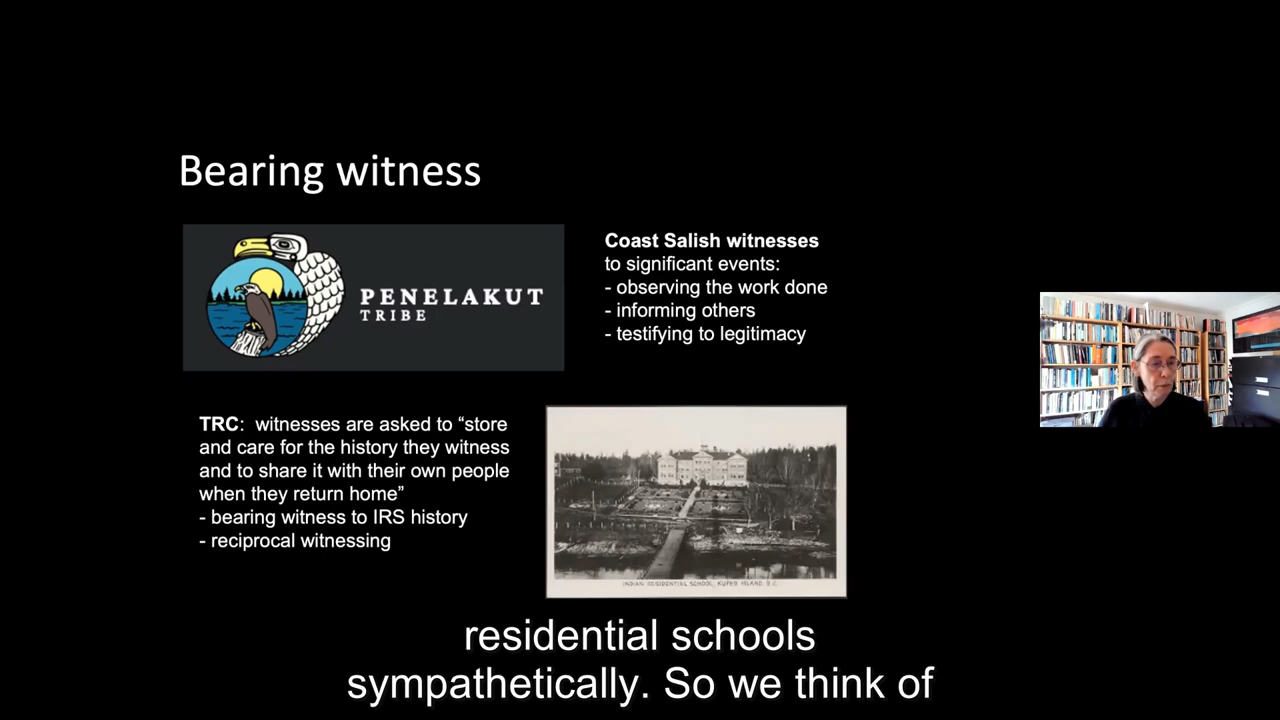 Bearing witness
PENELAKUT
TRIBE
Coast Salish witnesses
to significant events:
- observing the work done
- informing others
- testifying to legitimacy
TRC:  witnesses are asked to “store
and care for the history they witness
and to share it with their own people
when they return home”
- bearing witness to IRS history
- reciprocal witnessing
INDIAN RESIDENTIAL SCHOOL, KUPER ISLAND, B.C.
residential schools
sympathetically. So we think of